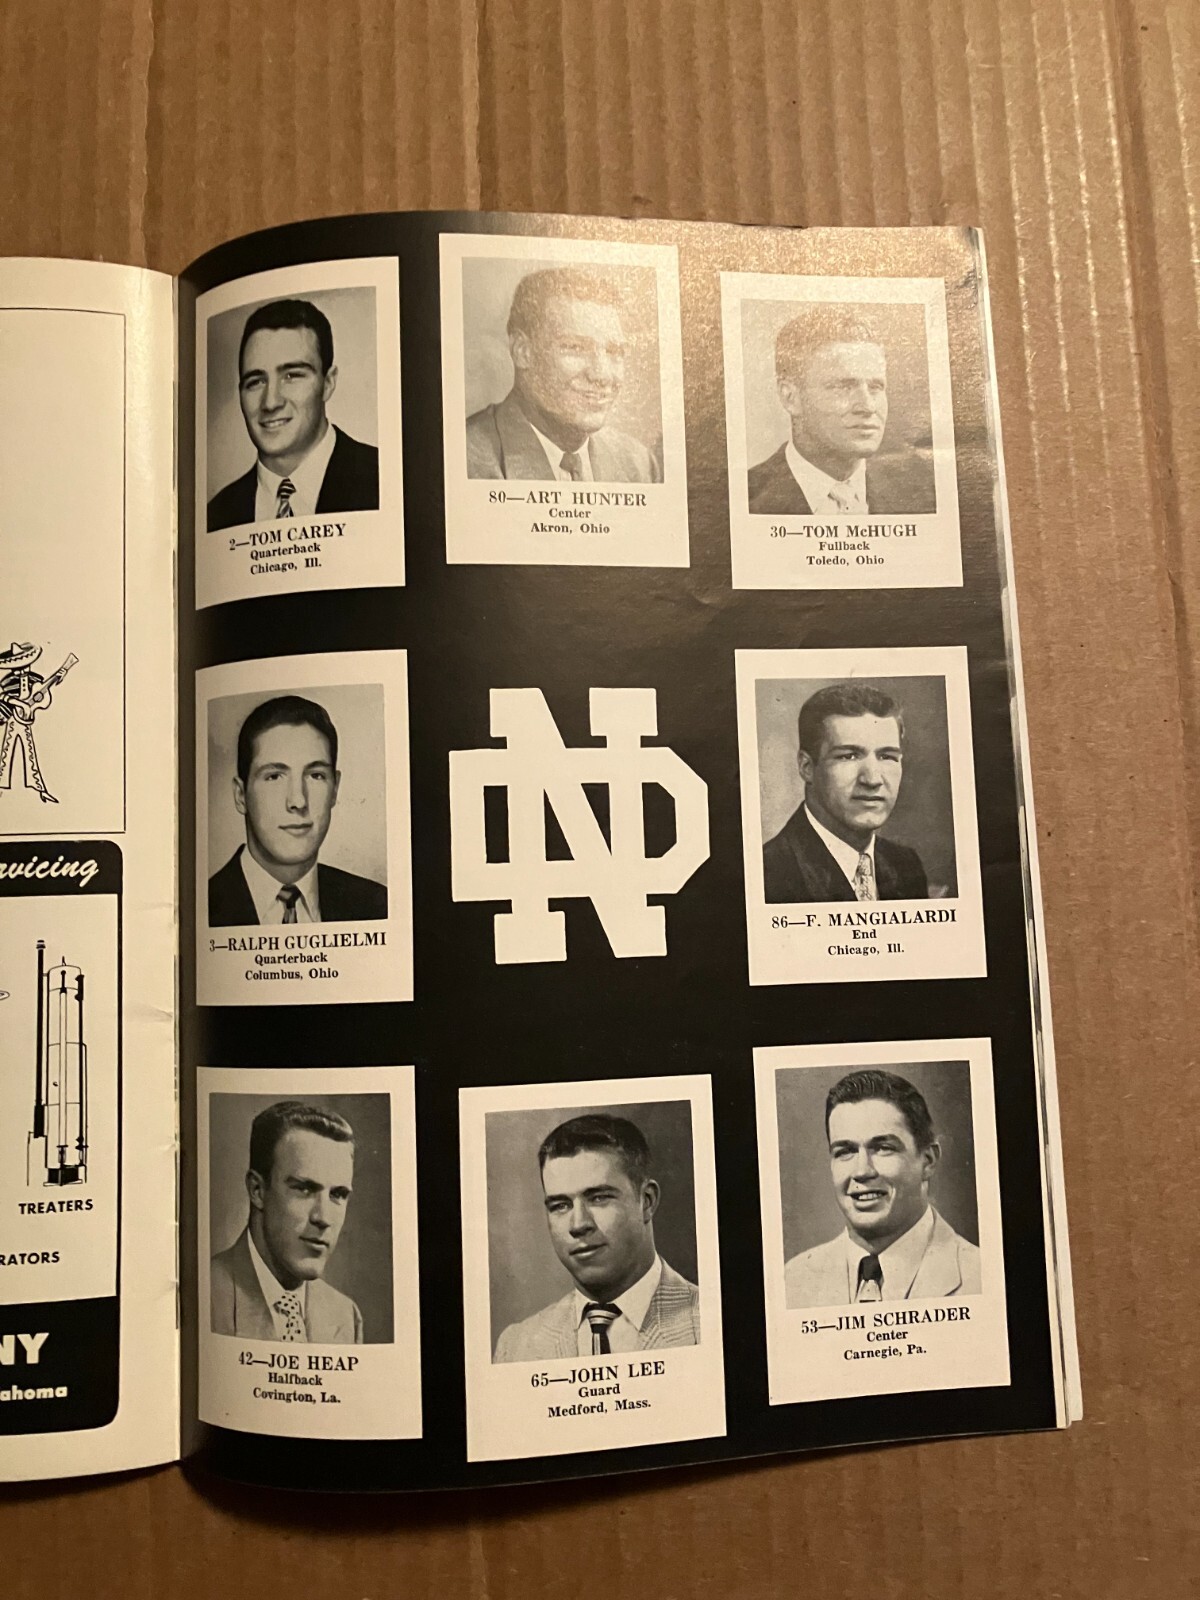 rvicing
TREATERS
RATORS
NY
ahoma
2—TOM CAREY
Quarterback
Chicago, Ill.
80—ART HUNTER
Center
Akron, Ohio
30—TOM McHUGH
Fullback
Toledo, Ohio
3—RALPH GUGLIELMI
Quarterback
Columbus, Ohio
ND
86—F. MANGIALARDI
End
Chicago, Ill.
42—JOE HEAP
Halfback
Covington, La.
65—JOHN LEE
Guard
Medford, Mass.
53—JIM SCHRADER
Center
Carnegie, Pa.